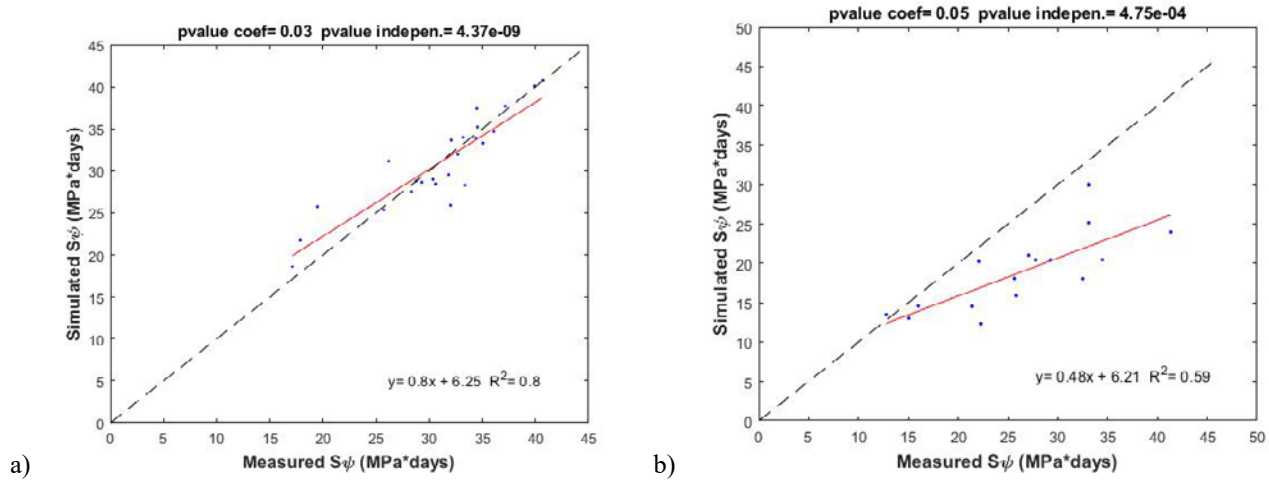 pvalue coef= 0.03 pvalue indepen.= 4.37e-09
45
40
35
30
25
20
15
10
5
0
Simulated Sψ (MPa*days)
y= 0.8x + 6.25 R²= 0.8
0 5 10 15 20 25 30 35 40 45
Measured Sψ (MPa*days)
a)
pvalue coef= 0.05 pvalue indepen.= 4.75e-04
50
45
40
35
30
25
20
15
10
5
0
Simulated Sψ (MPa*days)
y= 0.48x + 6.21 R²= 0.59
0 5 10 15 20 25 30 35 40 45 50
Measured Sψ (MPa*days)
b)